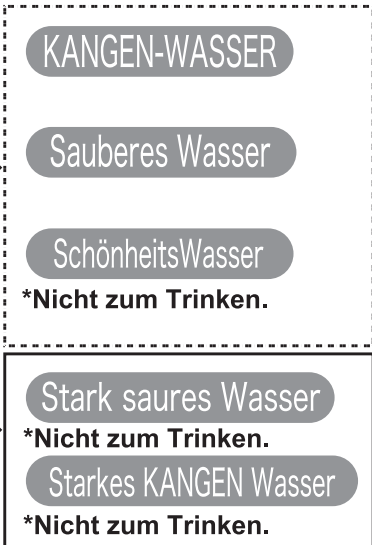 KANGEN-WASSER
Sauberes Wasser
SchönheitsWasser
*Nicht zum Trinken.
Stark saures Wasser
*Nicht zum Trinken.
Starkes KANGEN Wasser
*Nicht zum Trinken.